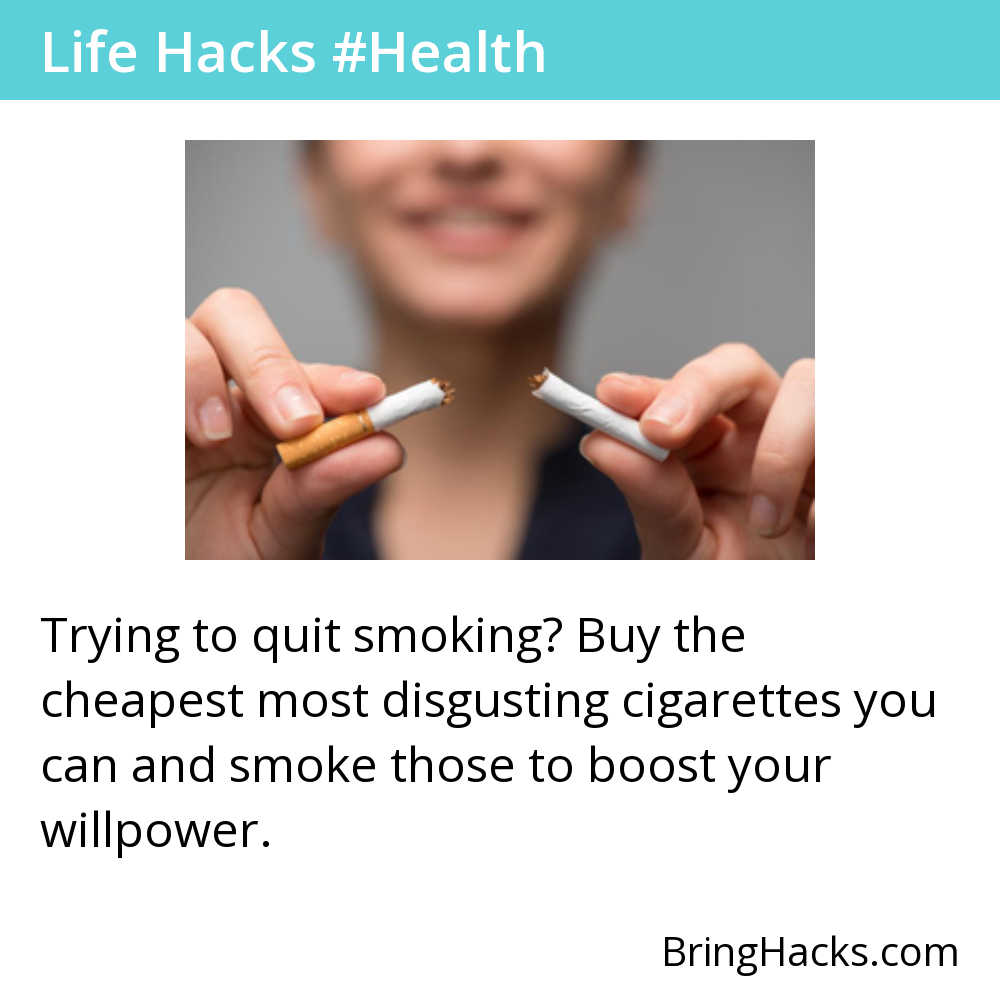 Life Hacks #Health
Trying to quit smoking? Buy the
cheapest most disgusting cigarettes you
can and smoke those to boost your
willpower.
BringHacks.com